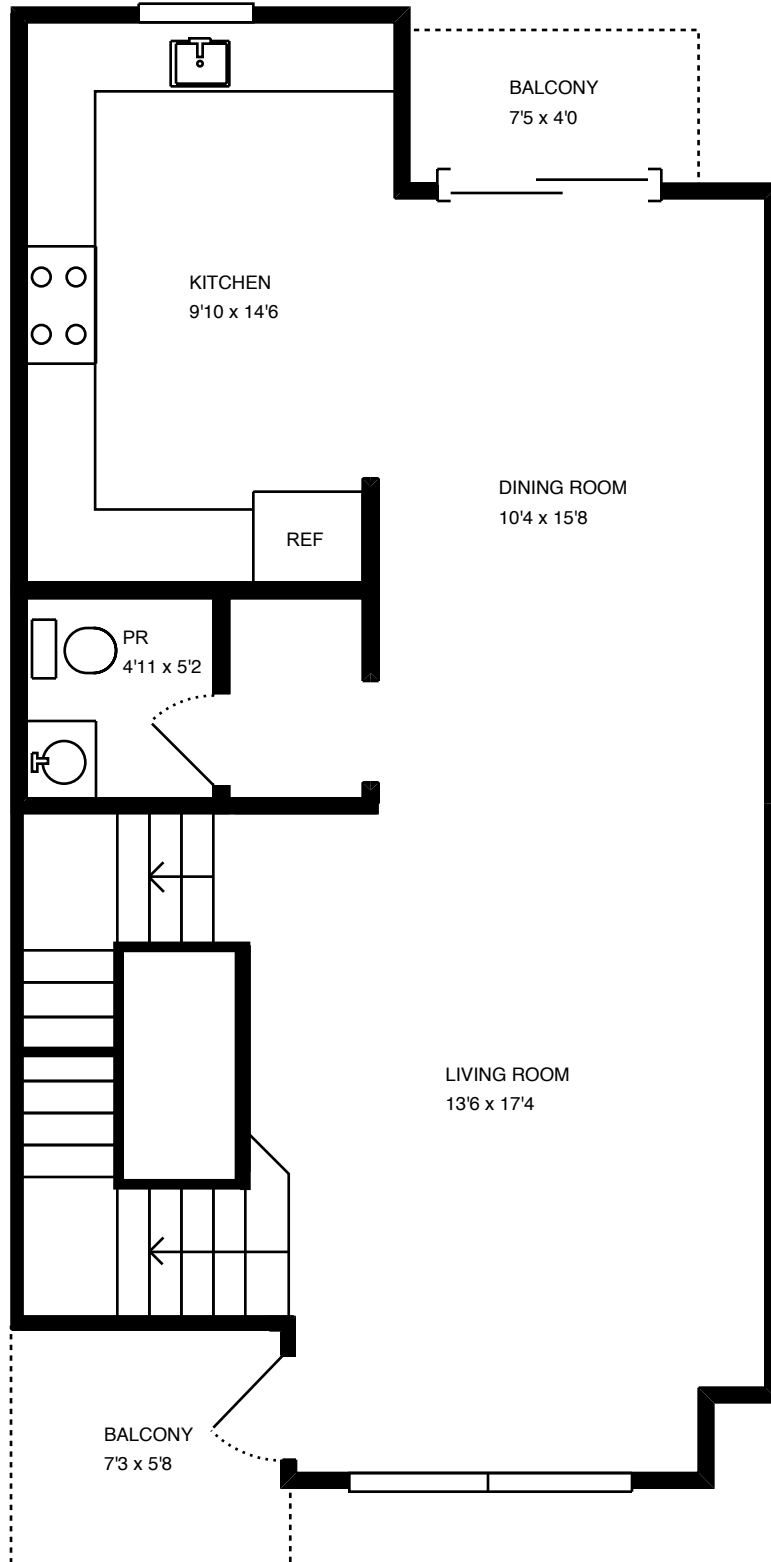 BALCONY
7'5 x 4'0
KITCHEN
9'10 x 14'6
DINING ROOM
10'4 x 15'8
REF
PR
4'11 x 5'2
LIVING ROOM
13'6 x 17'4
BALCONY
7'3 x 5'8